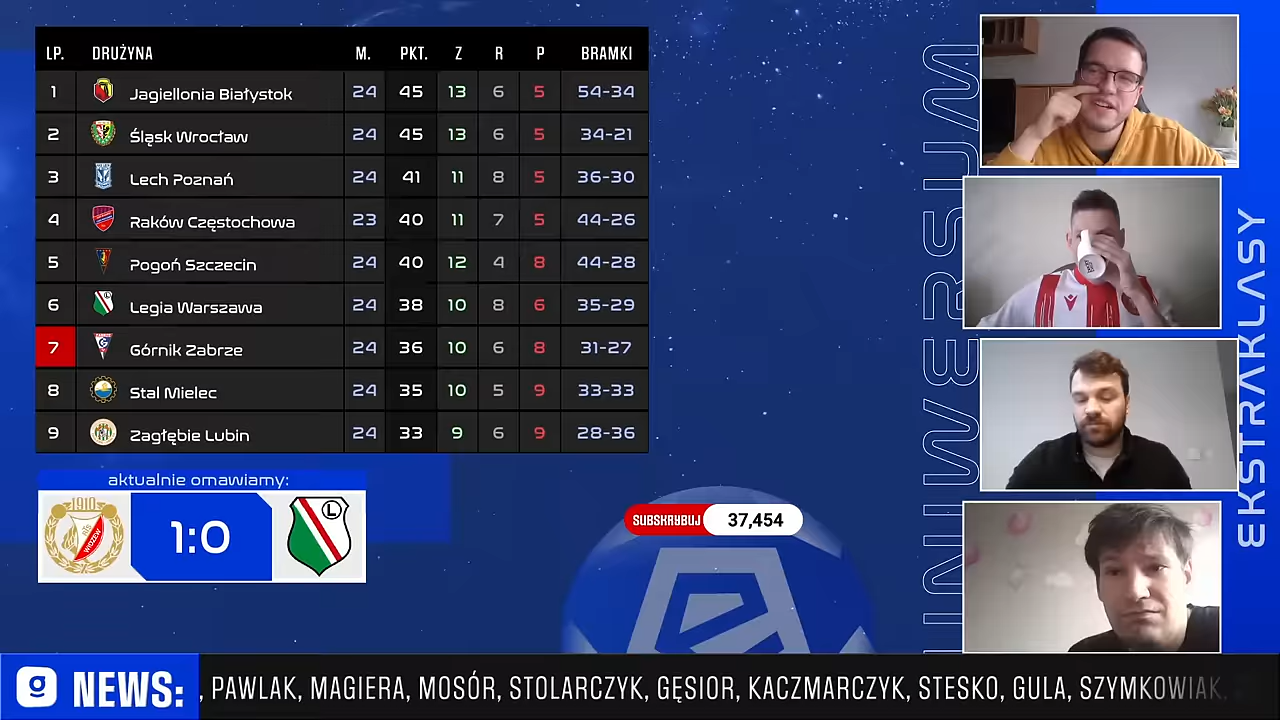 LP. DRUŻYNA M. PKT. Z R P BRAMKI
1 Jagiellonia Białystok 24 45 13 6 5 54-34
2 Śląsk Wrocław 24 45 13 6 5 34-21
3 Lech Poznań 24 41 11 8 5 36-30
4 Raków Częstochowa 23 40 11 7 5 44-26
5 Pogoń Szczecin 24 40 12 4 8 44-28
6 Legia Warszawa 24 38 10 8 6 35-29
7 Górnik Zabrze 24 36 10 6 8 31-27
8 Stal Mielec 24 35 10 5 9 33-33
9 Zagłębie Lubin 24 33 9 6 9 28-36
aktualnie omawiamy:
1910
WIDZEW
1:0
L
SUBSKRYBUJ 37,454
UNIWERSUM
EKSTRAKLASY
g NEWS: , PAWLAK, MAGIERA, MOSÓR, STOLARCZYK, GĘSIOR, KACZMARCZYK, STESKO, GULA, SZYMKOWIAK.